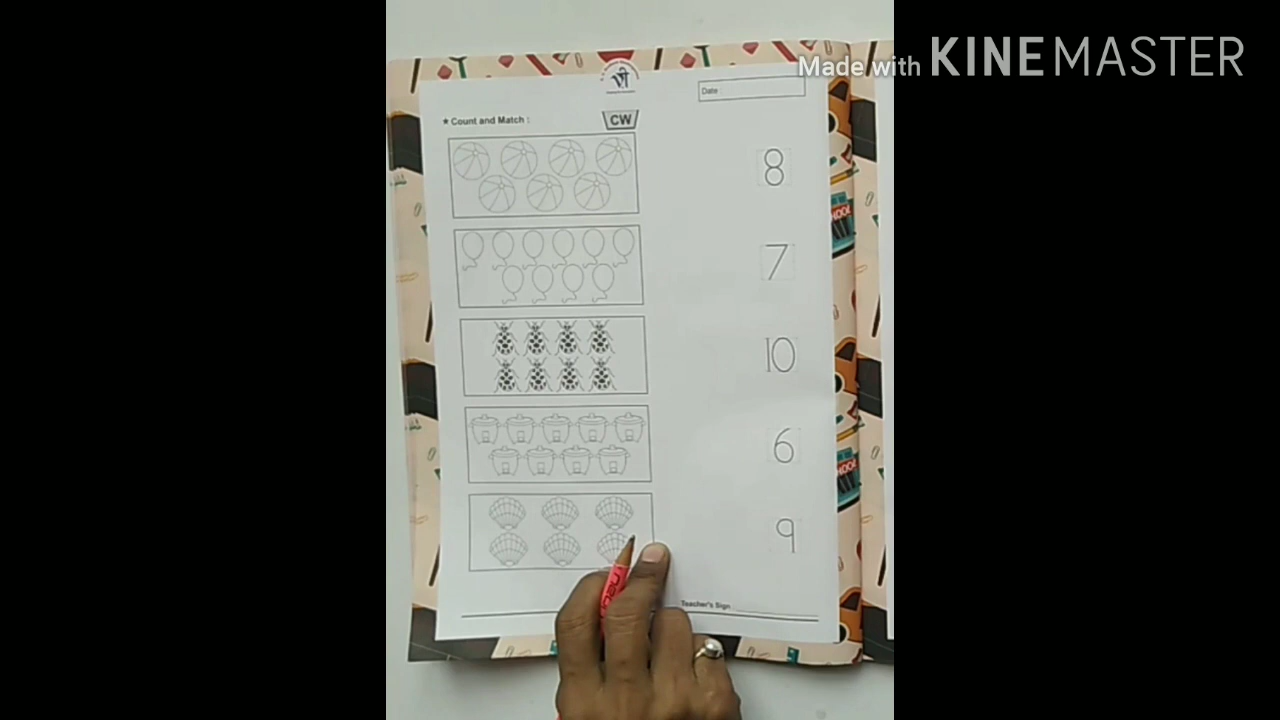 Made with KINEMASTER
श्री
Date :
★ Count and Match :
CW
8
7
10
6
9
Teacher's Sign